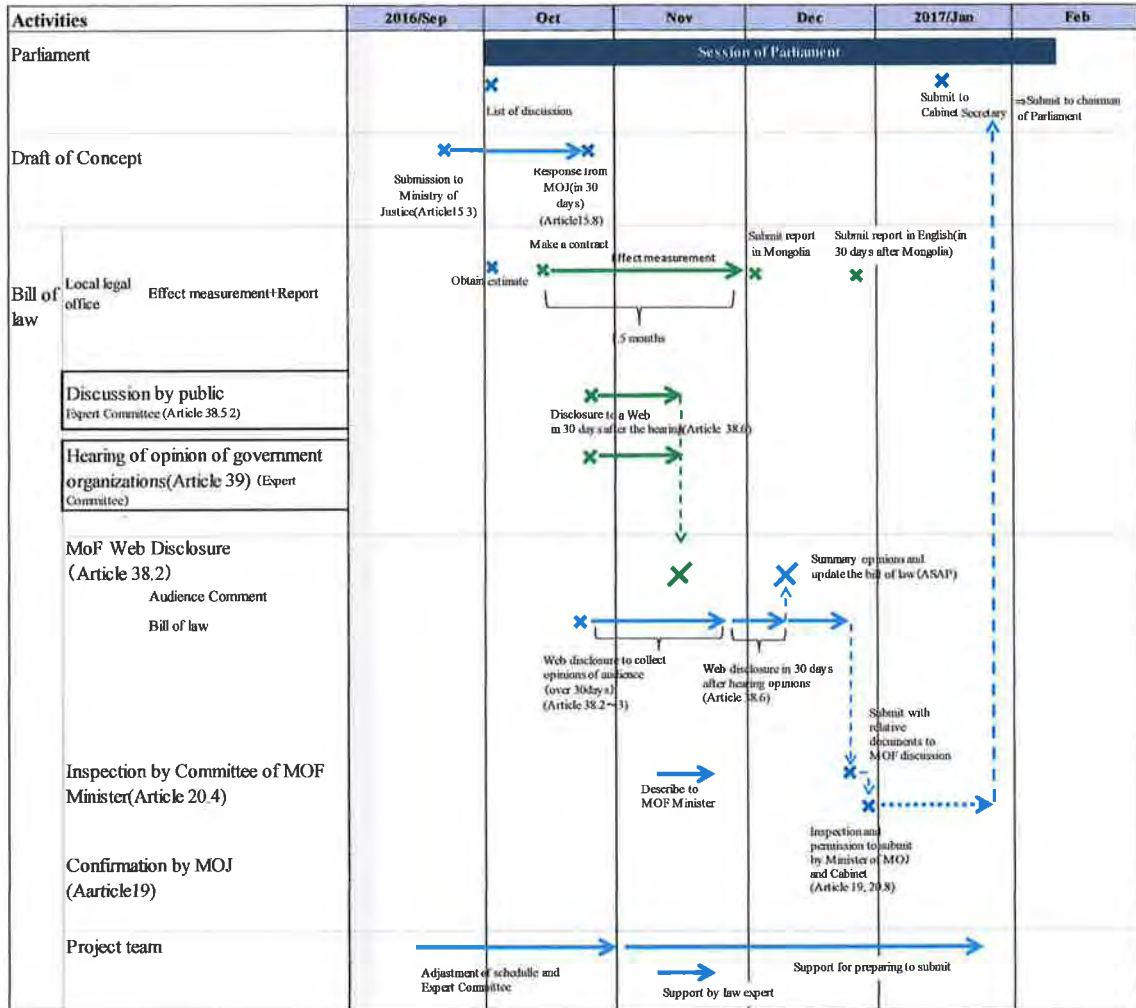 Activities 2016/Sep Oct Nov Dec 2017/Jan Feb
Parliament
Session of Parliament
List of discussion
Submit to
Cabinet Secretary
⇒Submit to chairman
of Parliament
Draft of Concept
Submission to
Ministry of
Justice(Article15.3)
Response from
MOJ(in 30
days)
(Article15.8)
Bill of
law
Local legal
office
Effect measurement+Report
Obtain estimate
Make a contract
Effect measurement
.5 months
Submit report
in Mongolia
Submit report in English(in
30 days after Mongolia)
Discussion by public
Expert Committee (Article 38.5 2)
Disclosure to a Web
in 30 days after the hearing(Article 38.6)
Hearing of opinion of government
organizations(Article 39) (Expert
Committee)
MoF Web Disclosure
(Article 38.2)
Audience Comment
Bill of law
Summary opinions and
update the bill of law (ASAP)
Web disclosure to collect
opinions of audience
(over 30days)
(Article 38.2～3)
Web disclosure in 30 days
after hearing opinions
(Article 38.6)
Submit with
relative
documents to
MOF discussion
Inspection by Committee of MOF
Minister(Article 20.4)
Describe to
MOF Minister
Inspection and
permission to submit
by Minister of MOJ
and Cabinet
(Article 19, 20.8)
Confirmation by MOJ
(Aarticle19)
Project team
Adjustment of schedulle and
Expert Committee
Support by law expert
Support for preparing to submit